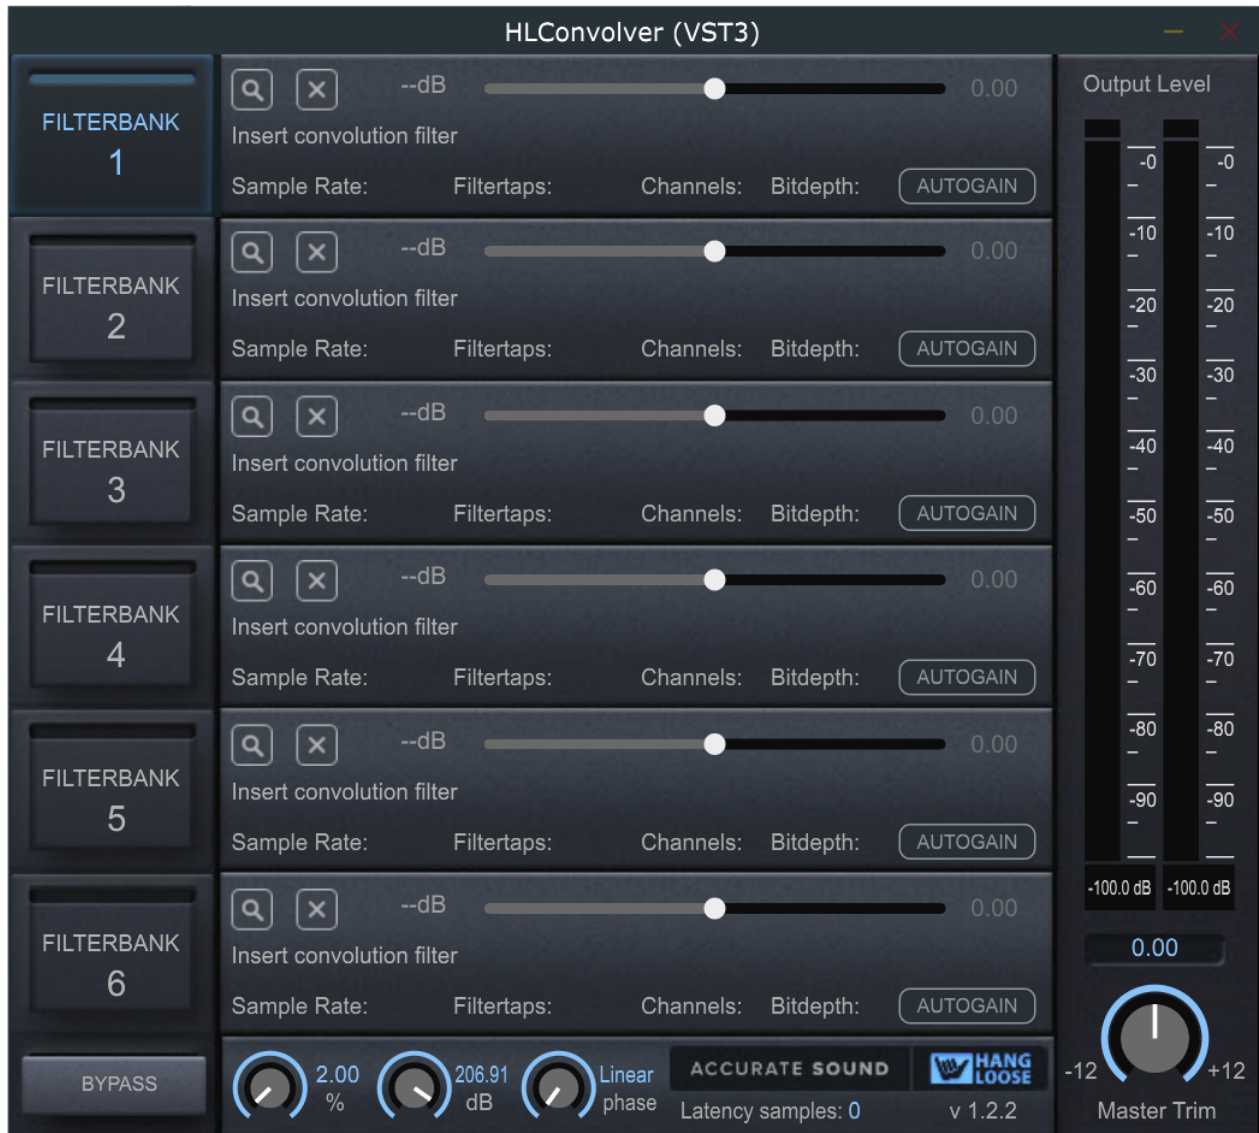 HLConvolver (VST3)
FILTERBANK
1
--dB 0.00
Insert convolution filter
Sample Rate: Filtertaps: Channels: Bitdepth: AUTOGAIN
FILTERBANK
2
--dB 0.00
Insert convolution filter
Sample Rate: Filtertaps: Channels: Bitdepth: AUTOGAIN
FILTERBANK
3
--dB 0.00
Insert convolution filter
Sample Rate: Filtertaps: Channels: Bitdepth: AUTOGAIN
FILTERBANK
4
--dB 0.00
Insert convolution filter
Sample Rate: Filtertaps: Channels: Bitdepth: AUTOGAIN
FILTERBANK
5
--dB 0.00
Insert convolution filter
Sample Rate: Filtertaps: Channels: Bitdepth: AUTOGAIN
FILTERBANK
6
--dB 0.00
Insert convolution filter
Sample Rate: Filtertaps: Channels: Bitdepth: AUTOGAIN
BYPASS
2.00
%
206.91
dB
Linear
phase
ACCURATE SOUND
HANG
LOOSE
Latency samples: 0
v 1.2.2
Output Level
-0 -0
-10 -10
-20 -20
-30 -30
-40 -40
-50 -50
-60 -60
-70 -70
-80 -80
-90 -90
-100.0 dB -100.0 dB
0.00
-12 +12
Master Trim